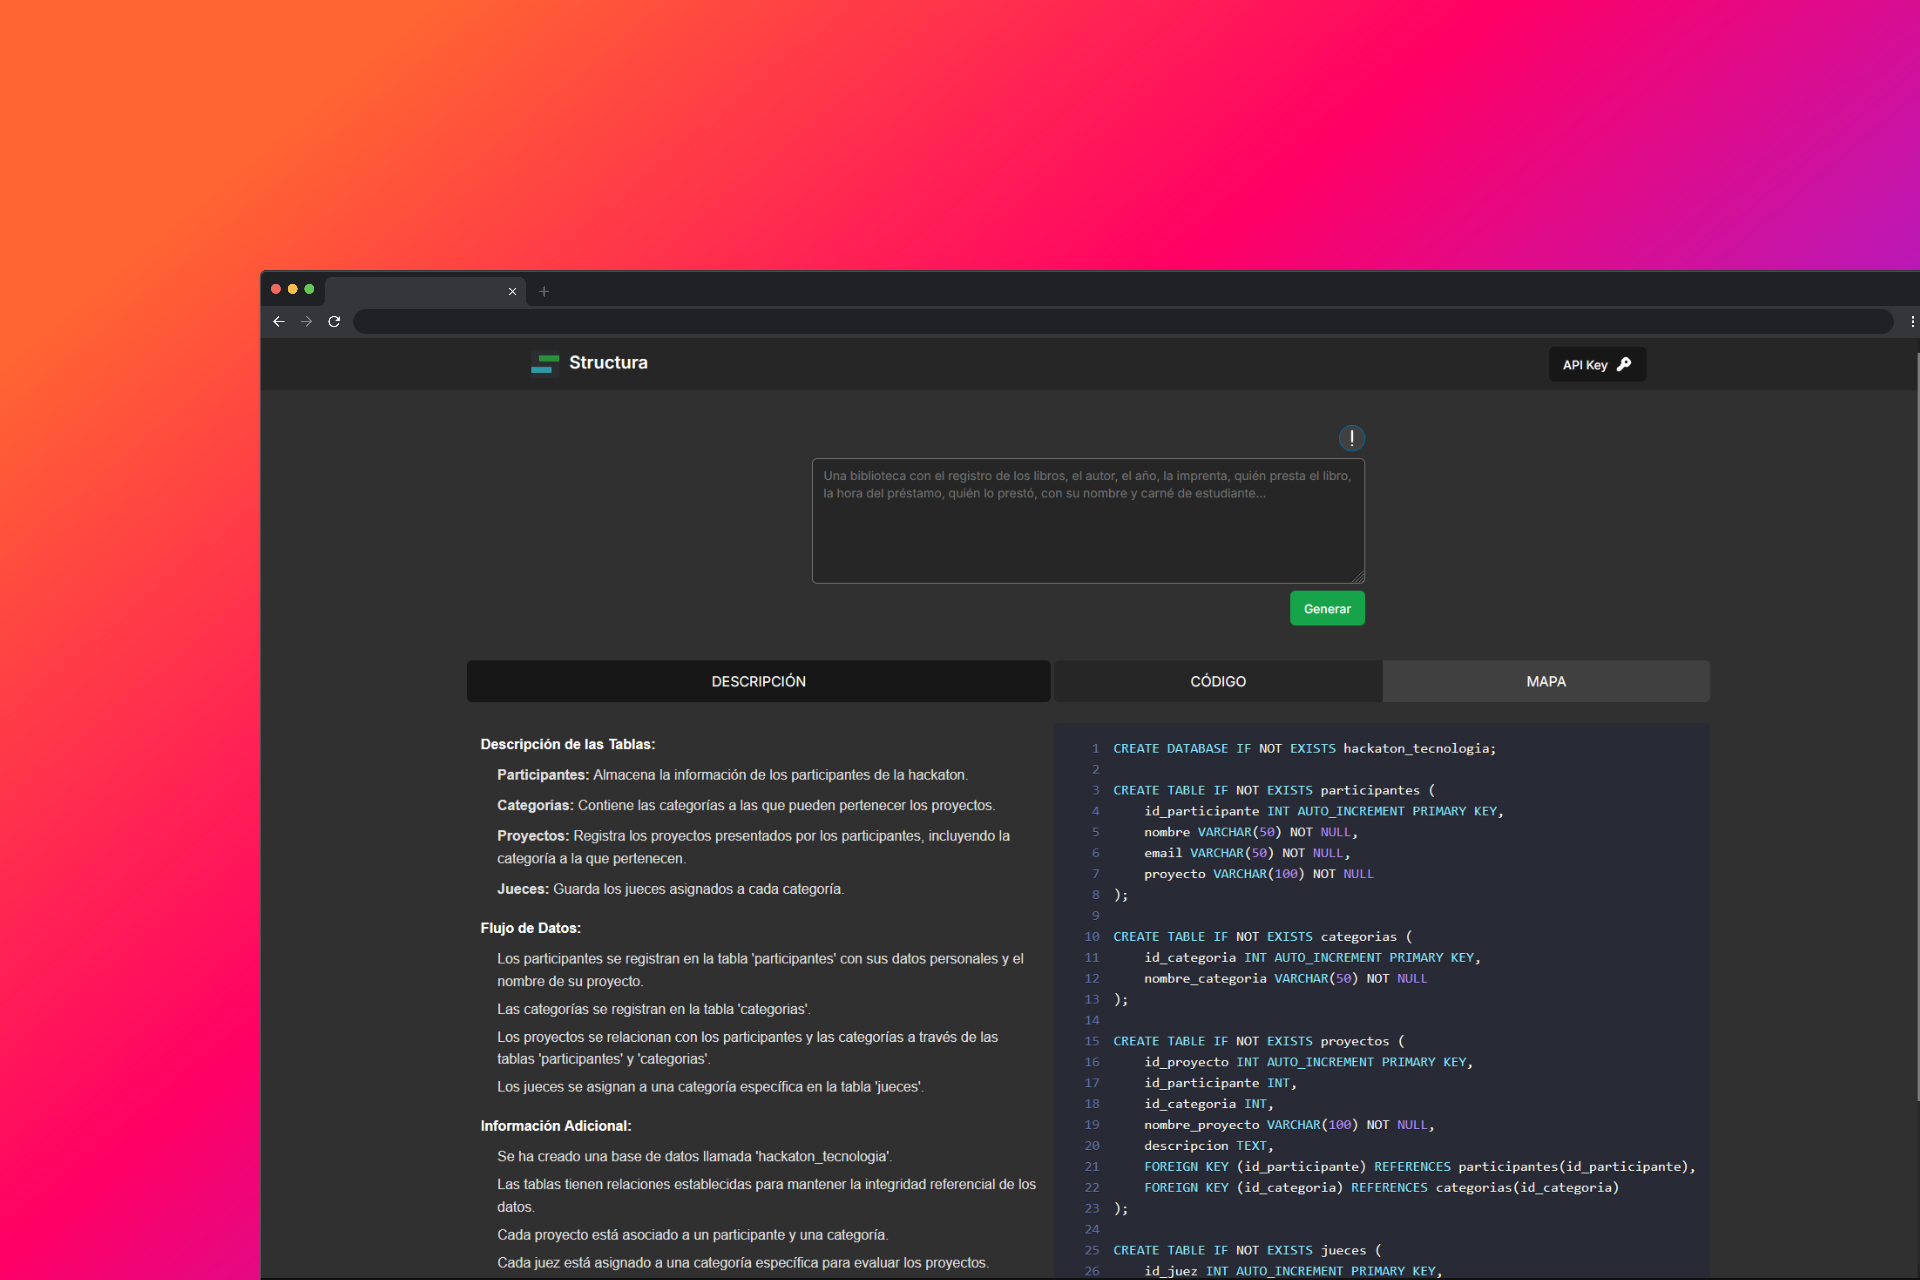 Structura
API Key
!
Una biblioteca con el registro de los libros, el autor, el año, la imprenta, quién presta el libro,
la hora del préstamo, quién lo prestó, con su nombre y carné de estudiante...
Generar
DESCRIPCIÓN
CÓDIGO
MAPA
Descripción de las Tablas:
Participantes: Almacena la información de los participantes de la hackaton.
Categorías: Contiene las categorías a las que pueden pertenecer los proyectos.
Proyectos: Registra los proyectos presentados por los participantes, incluyendo la
categoría a la que pertenecen.
Jueces: Guarda los jueces asignados a cada categoría.
Flujo de Datos:
Los participantes se registran en la tabla 'participantes' con sus datos personales y el
nombre de su proyecto.
Las categorías se registran en la tabla 'categorias'.
Los proyectos se relacionan con los participantes y las categorías a través de las
tablas 'participantes' y 'categorias'.
Los jueces se asignan a una categoría específica en la tabla 'jueces'.
Información Adicional:
Se ha creado una base de datos llamada 'hackaton_tecnologia'.
Las tablas tienen relaciones establecidas para mantener la integridad referencial de los
datos.
Cada proyecto está asociado a un participante y una categoría.
Cada juez está asignado a una categoría específica para evaluar los proyectos.
1 CREATE DATABASE IF NOT EXISTS hackaton_tecnologia;
2
3 CREATE TABLE IF NOT EXISTS participantes (
4 id_participante INT AUTO_INCREMENT PRIMARY KEY,
5 nombre VARCHAR(50) NOT NULL,
6 email VARCHAR(50) NOT NULL,
7 proyecto VARCHAR(100) NOT NULL
8 );
9
10 CREATE TABLE IF NOT EXISTS categorias (
11 id_categoria INT AUTO_INCREMENT PRIMARY KEY,
12 nombre_categoria VARCHAR(50) NOT NULL
13 );
14
15 CREATE TABLE IF NOT EXISTS proyectos (
16 id_proyecto INT AUTO_INCREMENT PRIMARY KEY,
17 id_participante INT,
18 id_categoria INT,
19 nombre_proyecto VARCHAR(100) NOT NULL,
20 descripcion TEXT,
21 FOREIGN KEY (id_participante) REFERENCES participantes(id_participante),
22 FOREIGN KEY (id_categoria) REFERENCES categorias(id_categoria)
23 );
24
25 CREATE TABLE IF NOT EXISTS jueces (
26 id_juez INT AUTO_INCREMENT PRIMARY KEY,